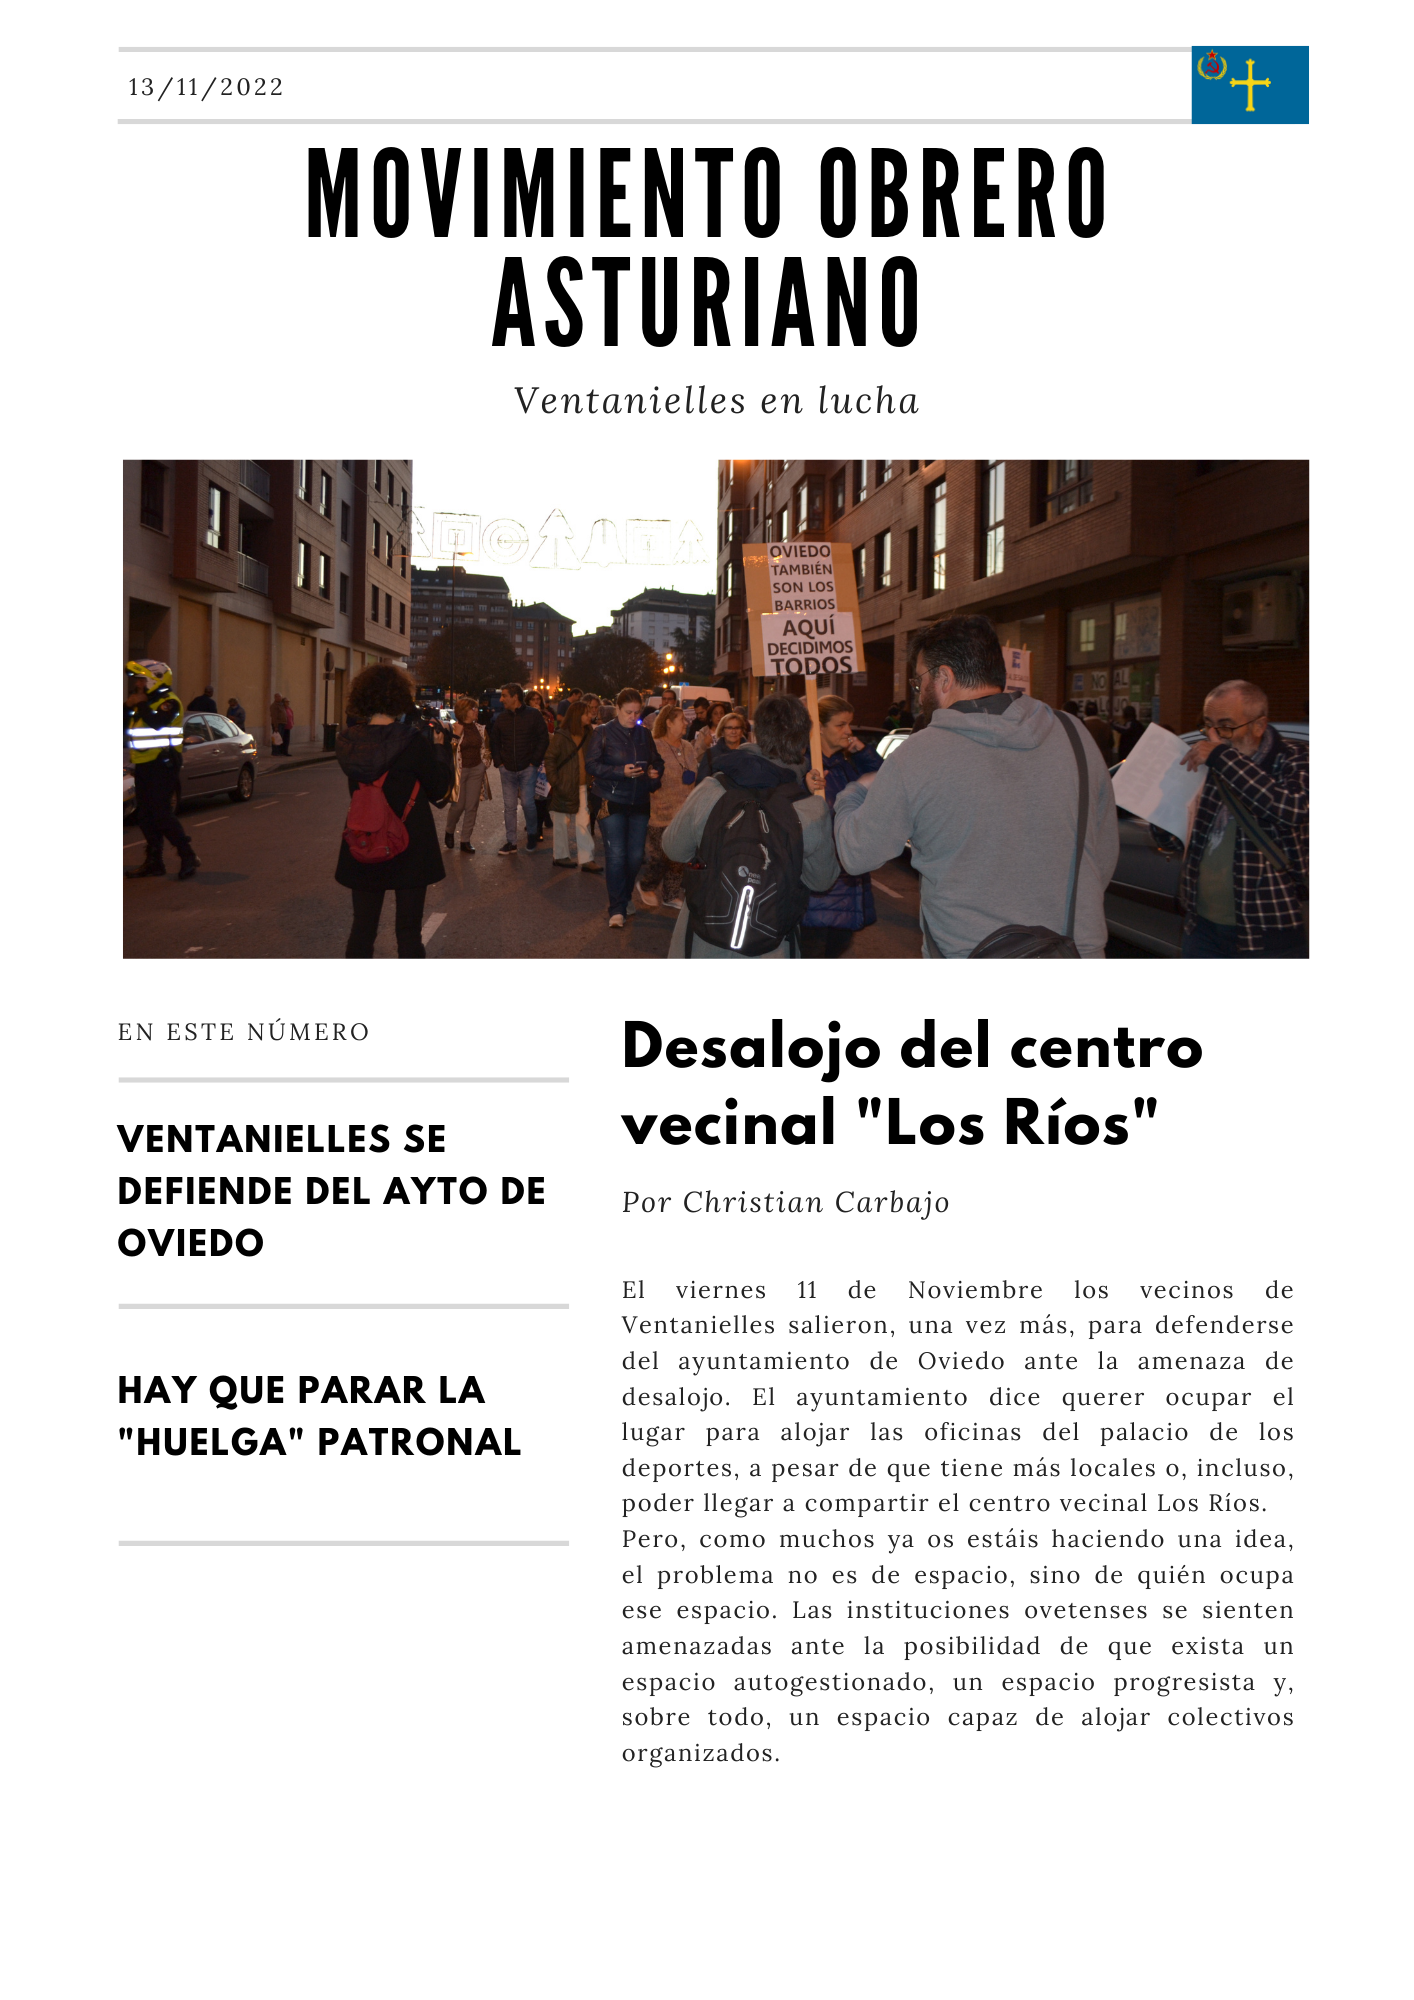 13/11/2022
MOVIMIENTO OBRERO
ASTURIANO
Ventanielles en lucha
OVIEDO
TAMBIÉN
SON LOS
BARRIOS
AQUÍ
DECIDIMOS
TODOS
NO AL
EN ESTE NÚMERO
VENTANIELLES SE
DEFIENDE DEL AYTO DE
OVIEDO
HAY QUE PARAR LA
"HUELGA" PATRONAL
Desalojo del centro
vecinal "Los Ríos"
Por Christian Carbajo
El viernes 11 de Noviembre los vecinos de
Ventanielles salieron, una vez más, para defenderse
del ayuntamiento de Oviedo ante la amenaza de
desalojo. El ayuntamiento dice querer ocupar el
lugar para alojar las oficinas del palacio de los
deportes, a pesar de que tiene más locales o, incluso,
poder llegar a compartir el centro vecinal Los Ríos.
Pero, como muchos ya os estáis haciendo una idea,
el problema no es de espacio, sino de quién ocupa
ese espacio. Las instituciones ovetenses se sienten
amenazadas ante la posibilidad de que exista un
espacio autogestionado, un espacio progresista y,
sobre todo, un espacio capaz de alojar colectivos
organizados.